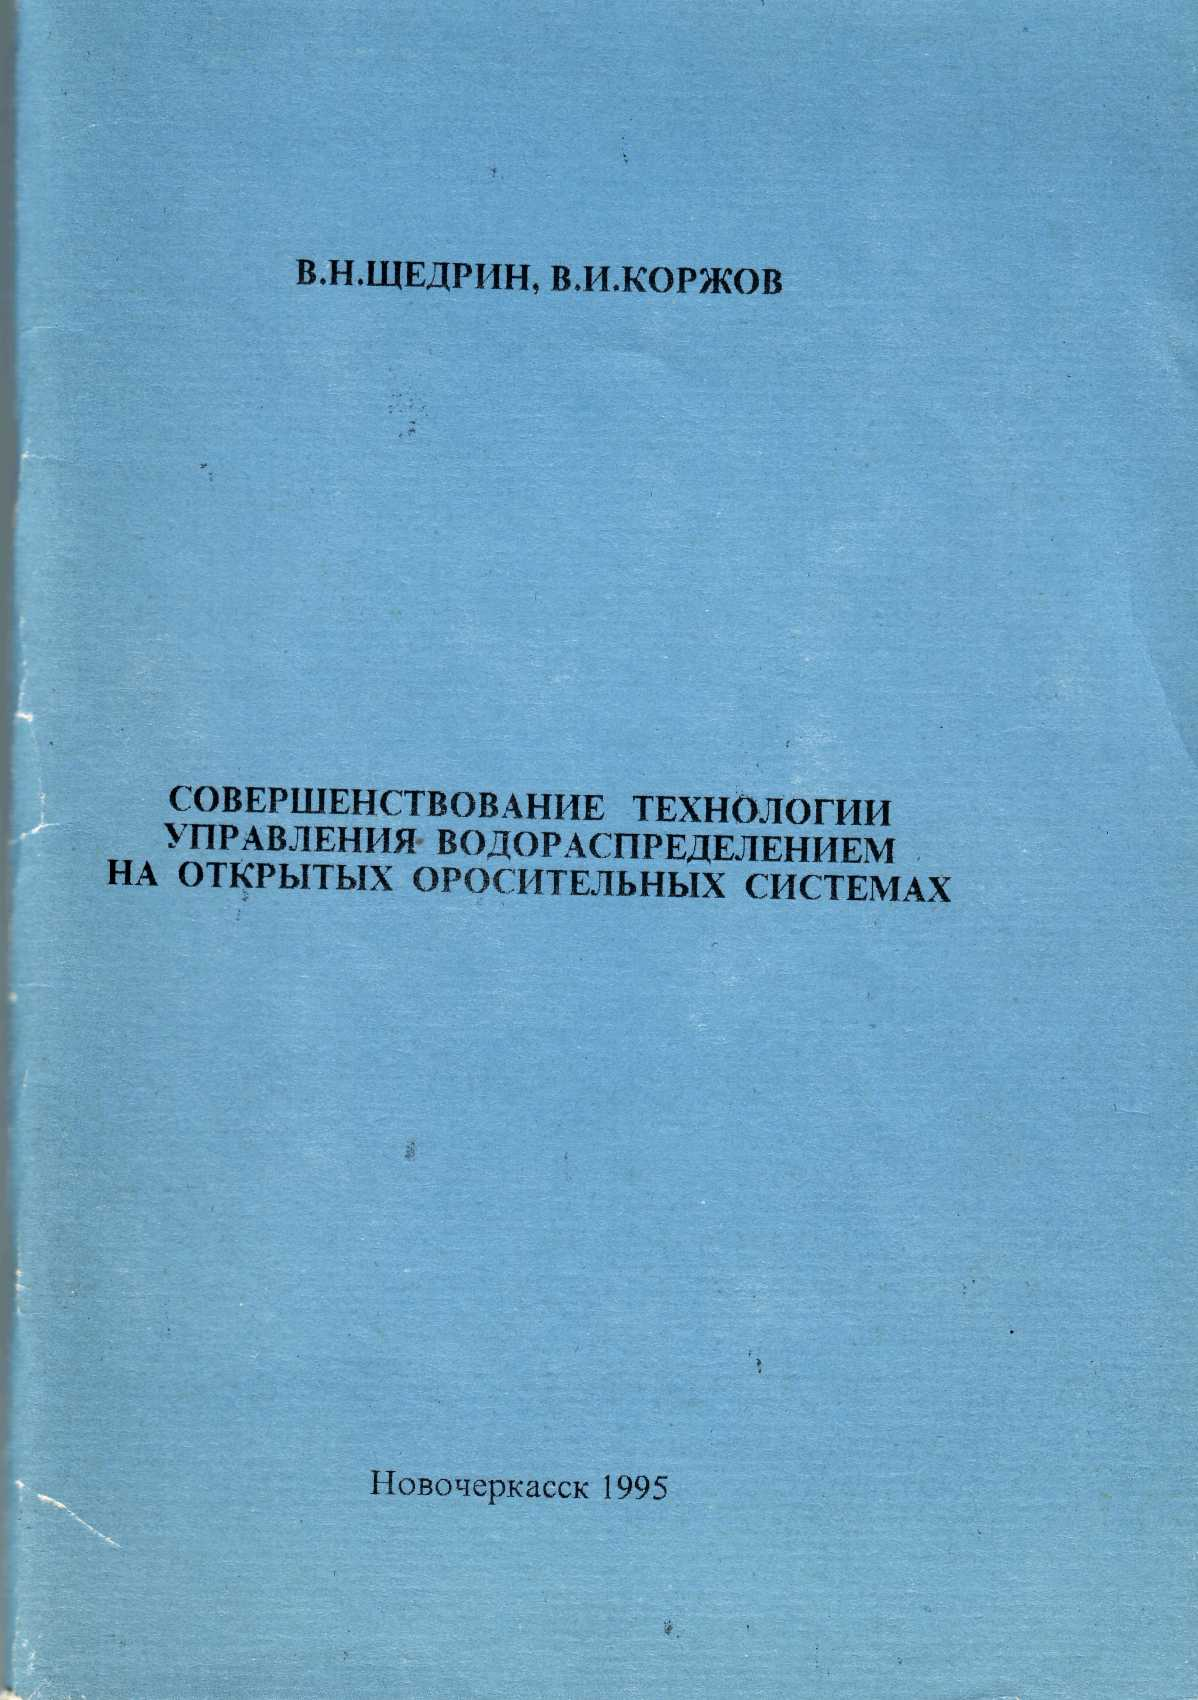 В.Н.ЩЕДРИН, В.И.КОРЖОВ
СОВЕРШЕНСТВОВАНИЕ ТЕХНОЛОГИИ
УПРАВЛЕНИЯ ВОДОРАСПРЕДЕЛЕНИЕМ
НА ОТКРЫТЫХ ОРОСИТЕЛЬНЫХ СИСТЕМАХ
Новочеркасск 1995